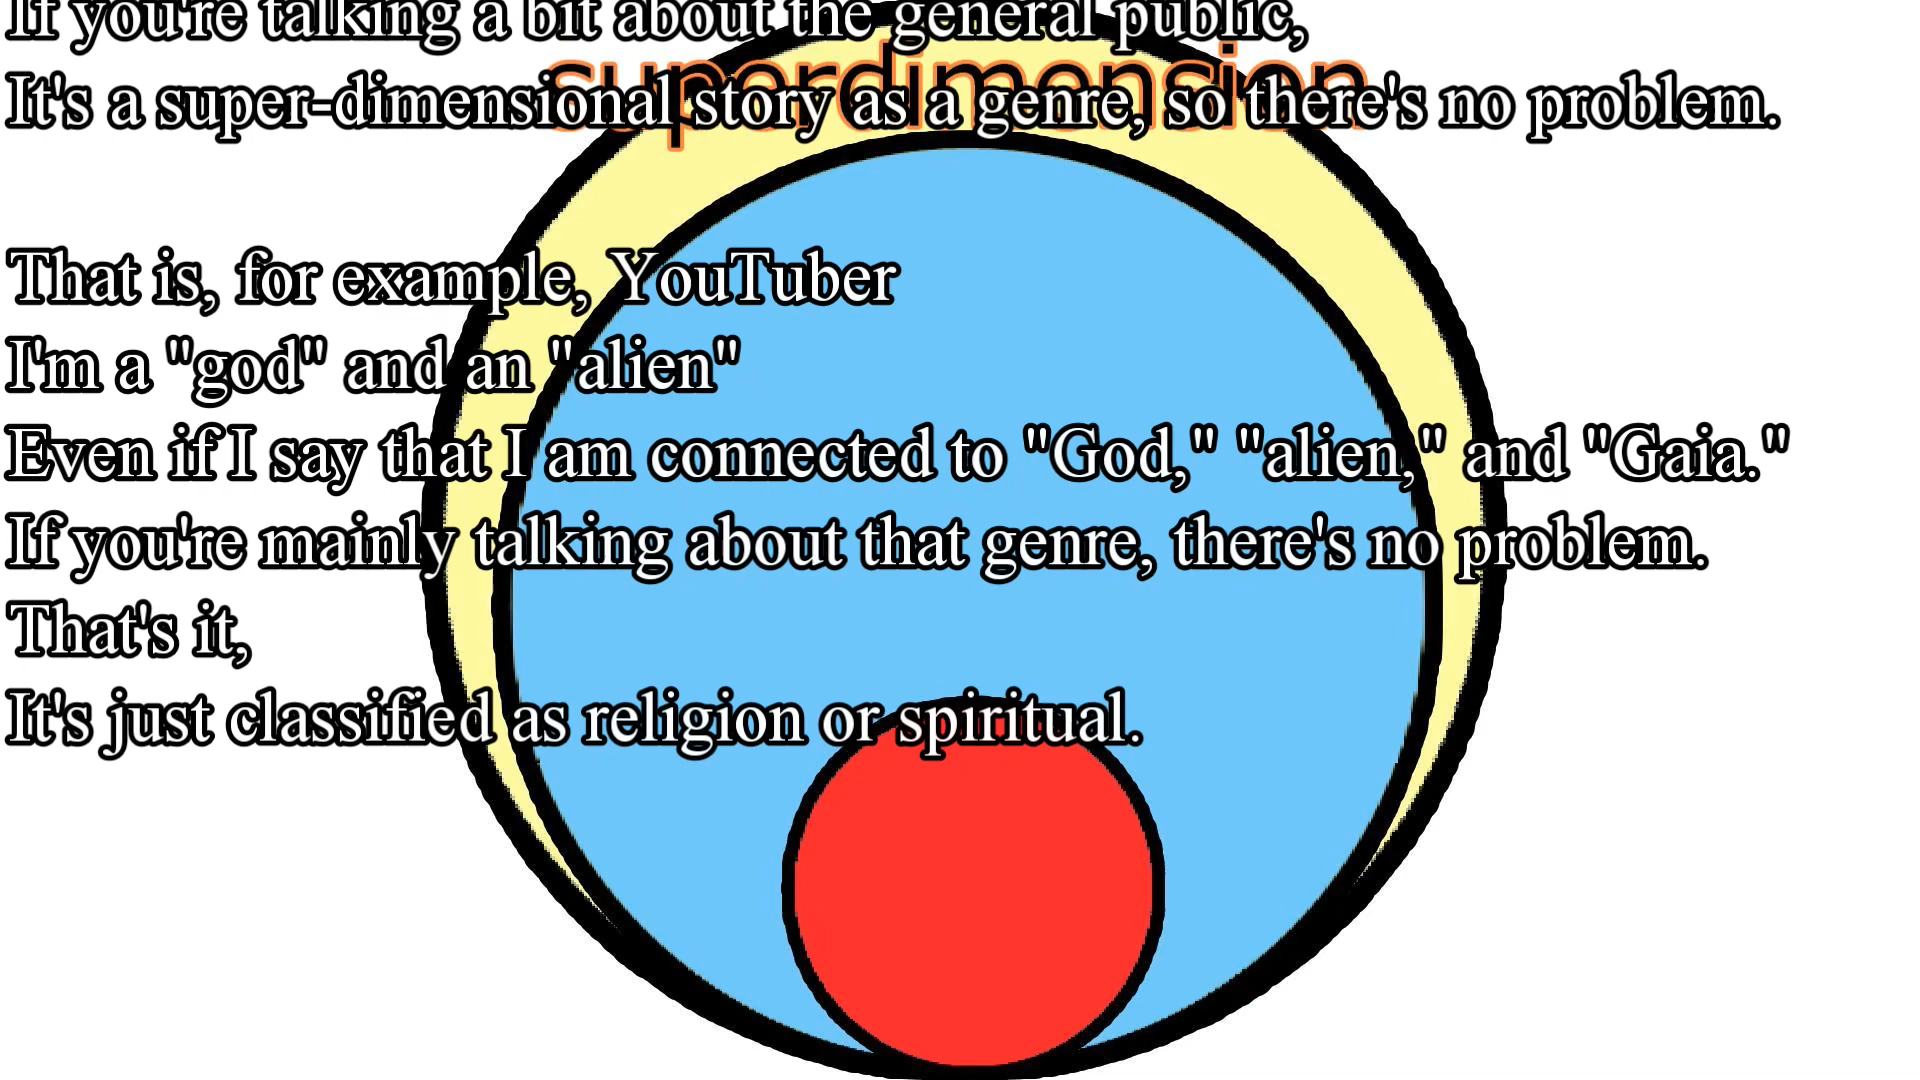 If you're talking a bit about the general public,
superdimension
It's a super-dimensional story as a genre, so there's no problem.
That is, for example, YouTuber
I'm a "god" and an "alien"
Even if I say that I am connected to "God," "alien," and "Gaia."
If you're mainly talking about that genre, there's no problem.
That's it,
It's just classified as religion or spiritual.